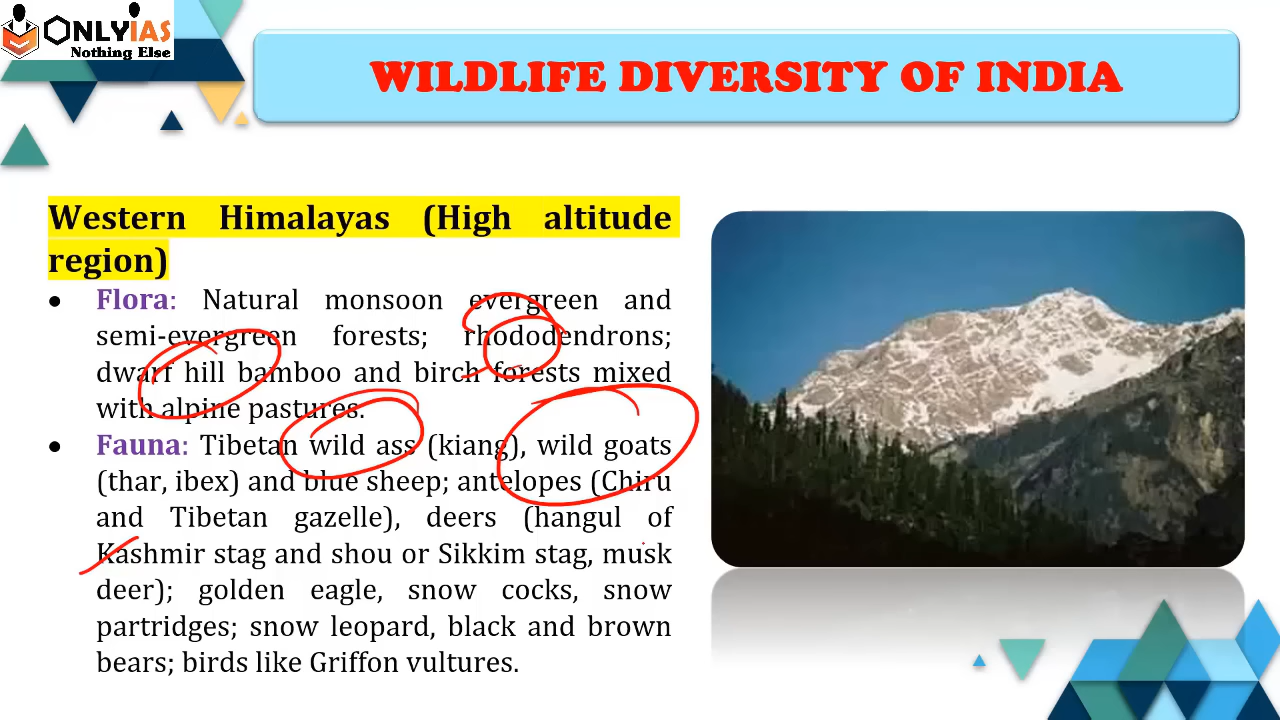 ONLYIAS
Nothing Else
WILDLIFE DIVERSITY OF INDIA
Western Himalayas (High altitude
region)
• Flora: Natural monsoon evergreen and
semi-evergreen forests; rhododendrons;
dwarf hill bamboo and birch forests mixed
with alpine pastures.
• Fauna: Tibetan wild ass (kiang), wild goats
(thar, ibex) and blue sheep; antelopes (Chiru
and Tibetan gazelle), deers (hangul of
Kashmir stag and shou or Sikkim stag, musk
deer); golden eagle, snow cocks, snow
partridges; snow leopard, black and brown
bears; birds like Griffon vultures.